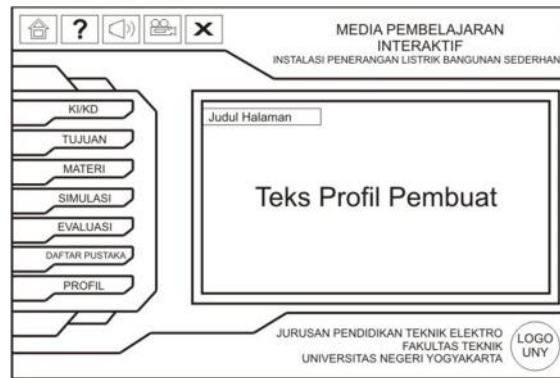 ?
MEDIA PEMBELAJARAN
INTERAKTIF
INSTALASI PENERANGAN LISTRIK BANGUNAN SEDERHAN
KI/KD
TUJUAN
MATERI
SIMULASI
EVALUASI
DAFTAR PUSTAKA
PROFIL
Judul Halaman
Teks Profil Pembuat
JURUSAN PENDIDIKAN TEKNIK ELEKTRO
FAKULTAS TEKNIK
UNIVERSITAS NEGERI YOGYAKARTA
LOGO
UNY